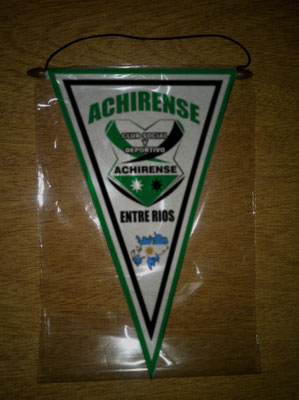 ACHIRENSE
CLUB SOCIAL
Y
DEPORTIVO
ACHIRENSE
ENTRE RIOS